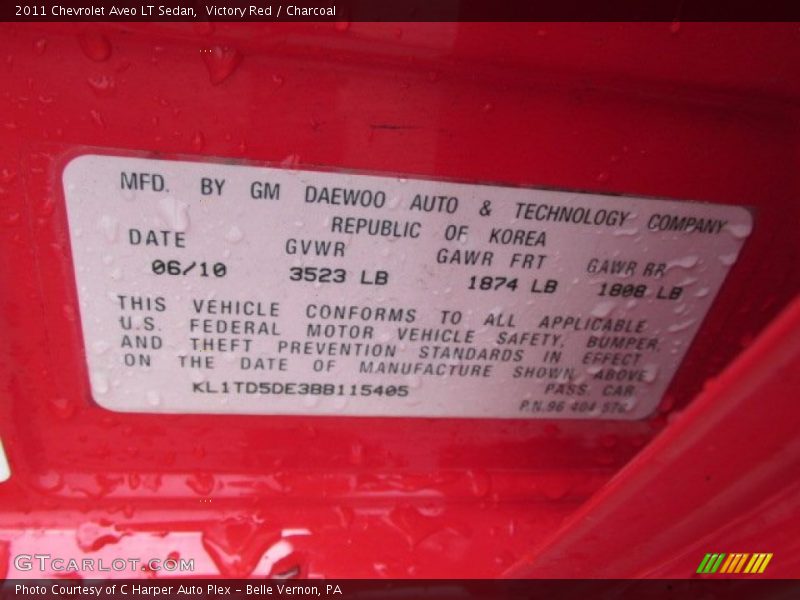 2011 Chevrolet Aveo LT Sedan, Victory Red / Charcoal
MFD. BY GM DAEWOO AUTO & TECHNOLOGY COMPANY
REPUBLIC OF KOREA
DATE GVWR GAWR FRT GAWR RR
06/10 3523 LB 1874 LB 1808 LB
THIS VEHICLE CONFORMS TO ALL APPLICABLE
U.S. FEDERAL MOTOR VEHICLE SAFETY, BUMPER,
AND THEFT PREVENTION STANDARDS IN EFFECT
ON THE DATE OF MANUFACTURE SHOWN ABOVE
KL1TD5DE3BB115405 PASS. CAR
P.N.96 404 576
GTCARLOT.COM
Photo Courtesy of C Harper Auto Plex - Belle Vernon, PA